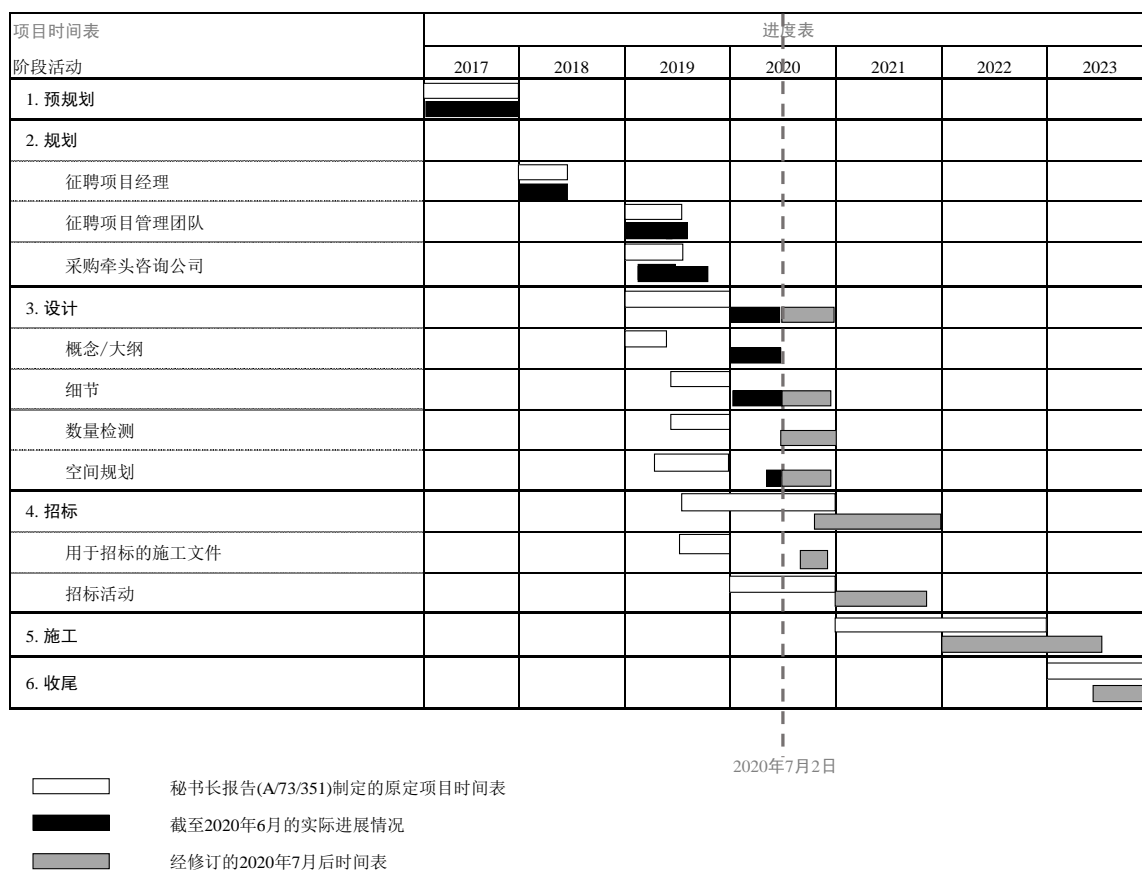 项目时间表
进度表
阶段活动
2017 2018 2019 2020 2021 2022 2023
1. 预规划
2. 规划
征聘项目经理
征聘项目管理团队
采购牵头咨询公司
3. 设计
概念/大纲
细节
数量检测
空间规划
4. 招标
用于招标的施工文件
招标活动
5. 施工
6. 收尾
2020年7月2日
秘书长报告(A/73/351)制定的原定项目时间表
截至2020年6月的实际进展情况
经修订的2020年7月后时间表